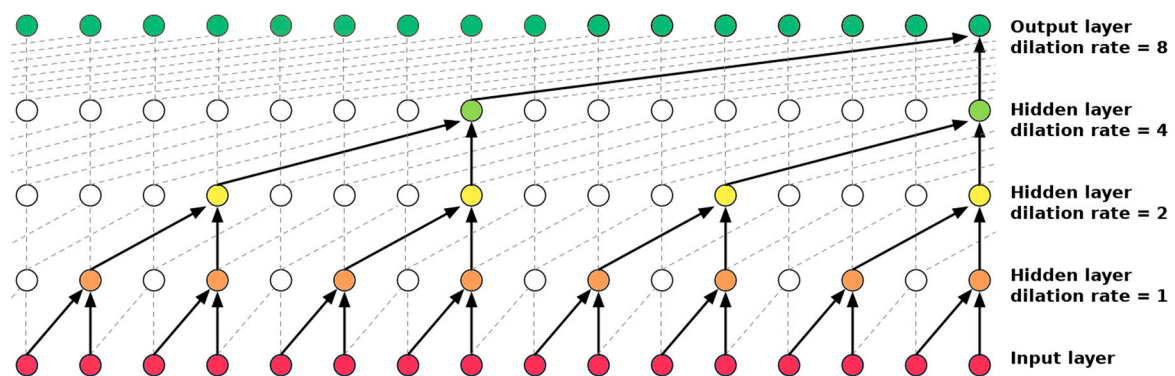 Output layer
dilation rate = 8
Hidden layer
dilation rate = 4
Hidden layer
dilation rate = 2
Hidden layer
dilation rate = 1
Input layer